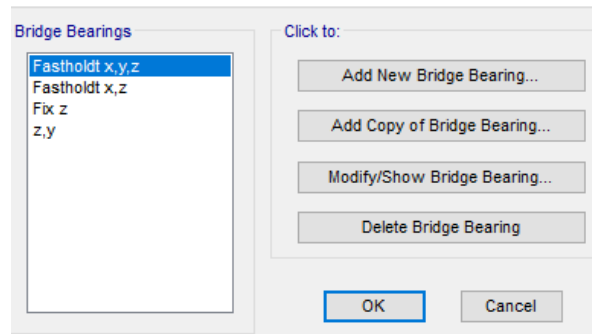 Bridge Bearings
Fastholdt x,y,z
Fastholdt x,z
Fix z
z,y
Click to:
Add New Bridge Bearing...
Add Copy of Bridge Bearing...
Modify/Show Bridge Bearing...
Delete Bridge Bearing
OK
Cancel